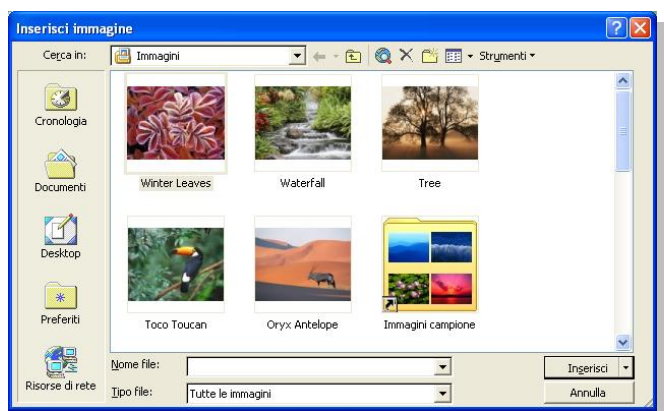 Inserisci immagine
Cerca in:
Immagini
Strumenti
Cronologia
Documenti
Desktop
Preferiti
Risorse di rete
Winter Leaves
Waterfall
Tree
Toco Toucan
Oryx Antelope
Immagini campione
Nome file:
Inserisci
Tipo file:
Tutte le immagini
Annulla